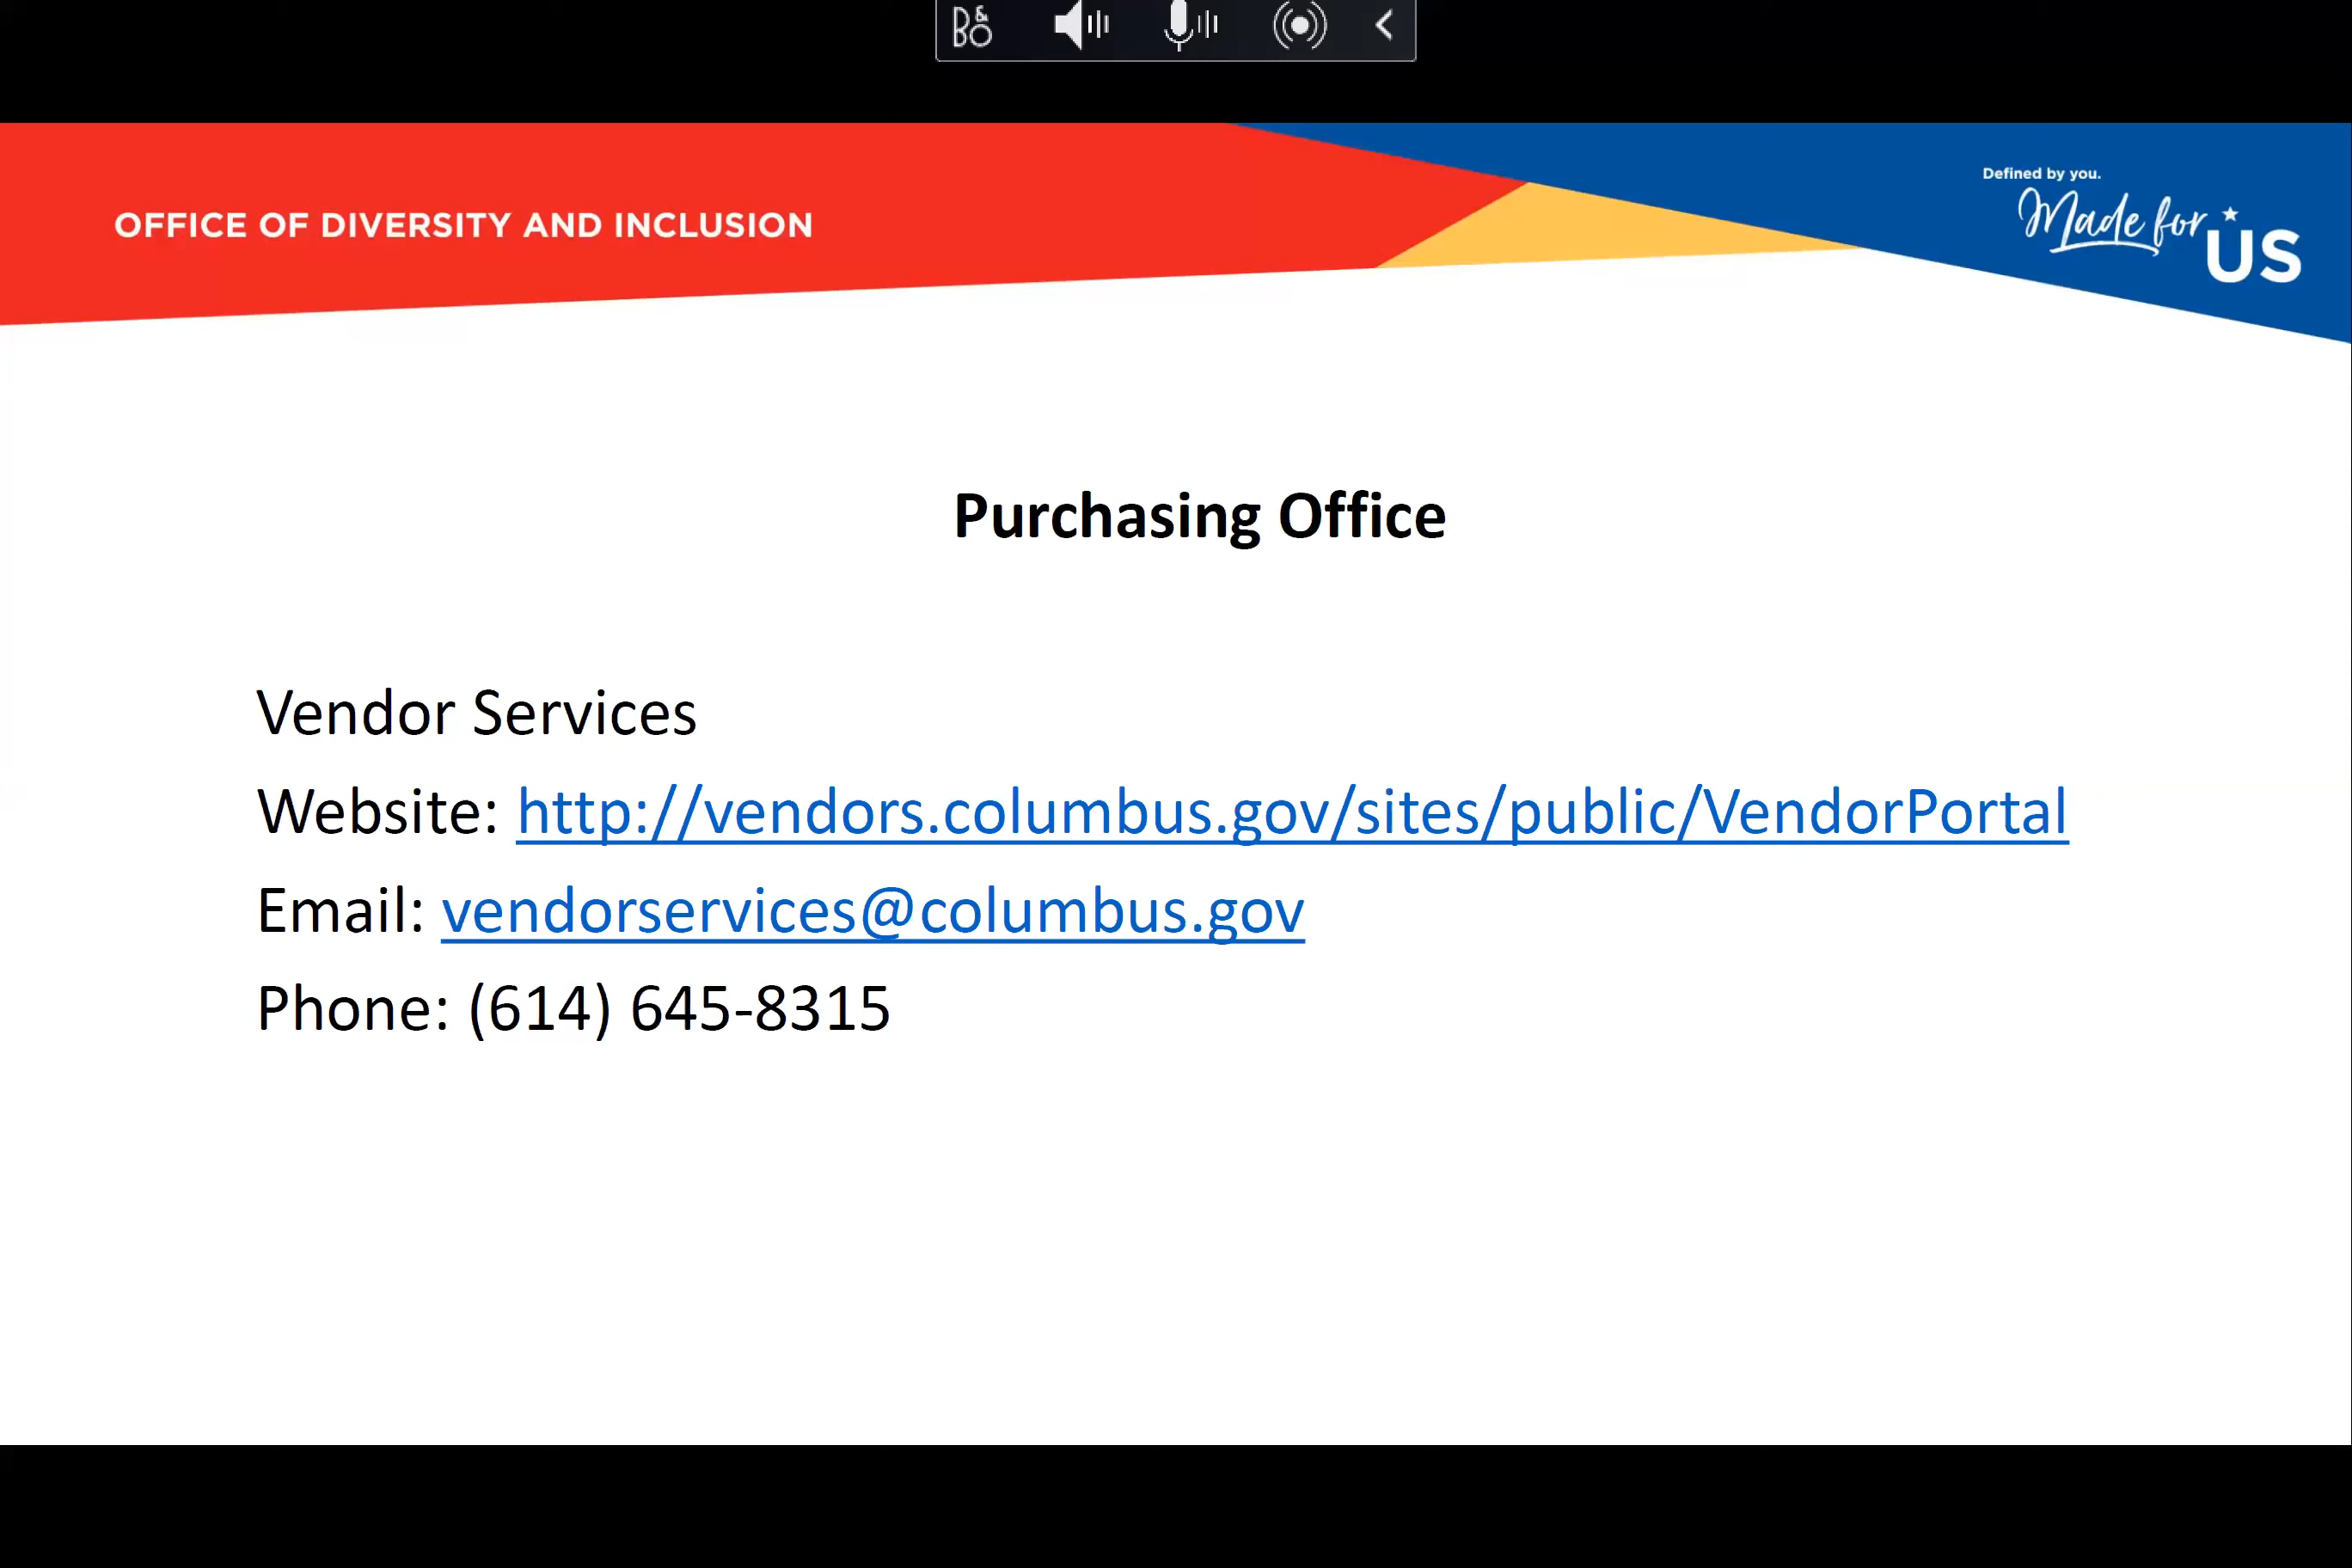 B&O
OFFICE OF DIVERSITY AND INCLUSION
Defined by you.
Made for US
Purchasing Office
Vendor Services
Website: http://vendors.columbus.gov/sites/public/VendorPortal
Email: vendorservices@columbus.gov
Phone: (614) 645-8315